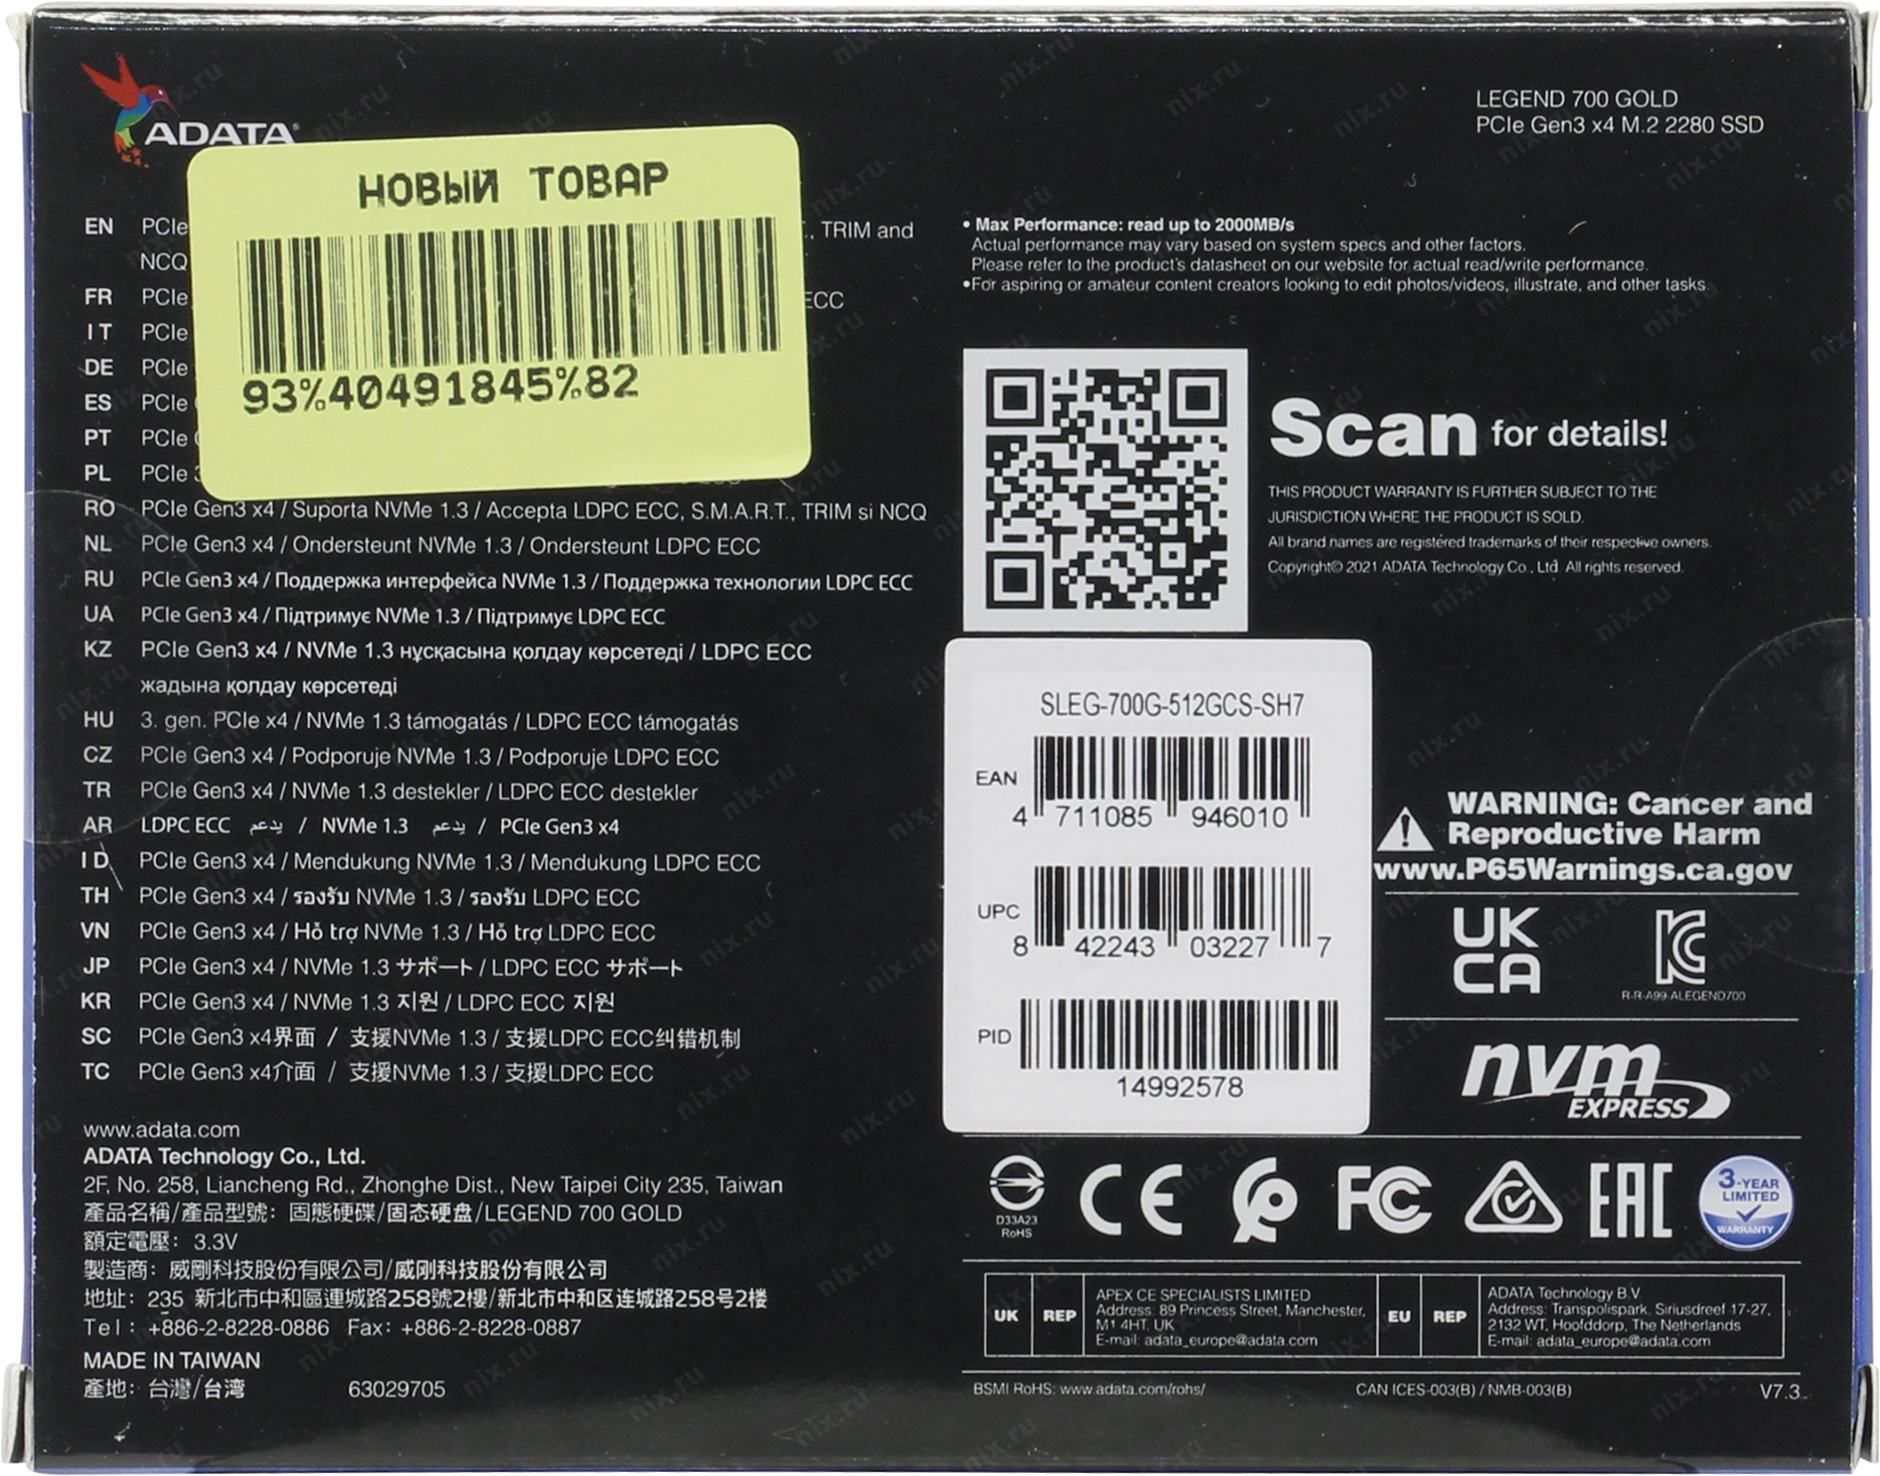 ADATA
LEGEND 700 GOLD
PCIe Gen3 x4 M.2 2280 SSD
НОВЫЙ ТОВАР
93%40491845%82
EN PCIe , TRIM and
NCQ
FR PCIe ECC
IT PCIe
DE PCIe
ES PCIe
PT PCIe
PL PCIe
RO PCIe Gen3 x4 / Suporta NVMe 1.3 / Accepta LDPC ECC, S.M.A.R.T., TRIM si NCQ
NL PCIe Gen3 x4 / Ondersteunt NVMe 1.3 / Ondersteunt LDPC ECC
RU PCIe Gen3 x4 / Поддержка интерфейса NVMe 1.3 / Поддержка технологии LDPC ECC
UA PCIe Gen3 x4 / Підтримує NVMe 1.3 / Підтримує LDPC ECC
KZ PCIe Gen3 x4 / NVMe 1.3 нұсқасына қолдау көрсетеді / LDPC ECC
жадына қолдау көрсетеді
HU 3. gen. PCIe x4 / NVMe 1.3 támogatás / LDPC ECC támogatás
CZ PCIe Gen3 x4 / Podporuje NVMe 1.3 / Podporuje LDPC ECC
TR PCIe Gen3 x4 / NVMe 1.3 destekler / LDPC ECC destekler
AR LDPC ECC يدعم / NVMe 1.3 يدعم / PCIe Gen3 x4
ID PCIe Gen3 x4 / Mendukung NVMe 1.3 / Mendukung LDPC ECC
TH PCIe Gen3 x4 / รองรับ NVMe 1.3 / รองรับ LDPC ECC
VN PCIe Gen3 x4 / Hỗ trợ NVMe 1.3 / Hỗ trợ LDPC ECC
JP PCIe Gen3 x4 / NVMe 1.3 サポート / LDPC ECC サポート
KR PCIe Gen3 x4 / NVMe 1.3 지원 / LDPC ECC 지원
SC PCIe Gen3 x4界面 / 支援NVMe 1.3 / 支援LDPC ECC纠错机制
TC PCIe Gen3 x4介面 / 支援NVMe 1.3 / 支援LDPC ECC
www.adata.com
ADATA Technology Co., Ltd.
2F, No. 258, Liancheng Rd., Zhonghe Dist., New Taipei City 235, Taiwan
產品名稱/產品型號: 固態硬碟/固态硬盘/LEGEND 700 GOLD
額定電壓: 3.3V
製造商: 威剛科技股份有限公司/威刚科技股份有限公司
地址: 235 新北市中和區連城路258號2樓/新北市中和区连城路258号2楼
Tel: +886-2-8228-0886 Fax: +886-2-8228-0887
MADE IN TAIWAN
產地: 台灣/台湾 63029705
• Max Performance: read up to 2000MB/s
Actual performance may vary based on system specs and other factors.
Please refer to the product's datasheet on our website for actual read/write performance.
•For aspiring or amateur content creators looking to edit photos/videos, illustrate, and other tasks
Scan for details!
THIS PRODUCT WARRANTY IS FURTHER SUBJECT TO THE
JURISDICTION WHERE THE PRODUCT IS SOLD.
All brand names are registered trademarks of their respective owners.
Copyright© 2021 ADATA Technology Co., Ltd. All rights reserved.
SLEG-700G-512GCS-SH7
EAN
4 711085 946010
UPC
8 42243 03227 7
PID
14992578
WARNING: Cancer and
Reproductive Harm
www.P65Warnings.ca.gov
UK
CA
KC
R-R-A99-ALEGEND700
nvm
EXPRESS
D33A23
RoHS
CE
FC
EAC
3-YEAR
LIMITED
WARRANTY
UK REP
APEX CE SPECIALISTS LIMITED
Address: 89 Princess Street, Manchester,
M1 4HT, UK
E-mail: adata_europe@adata.com
EU REP
ADATA Technology B.V.
Address: Transpolispark, Siriusdreef 17-27,
2132 WT, Hoofddorp, The Netherlands
E-mail: adata_europe@adata.com
BSMI RoHS: www.adata.com/rohs/ CAN ICES-003(B) / NMB-003(B) V7.3
nix.ru